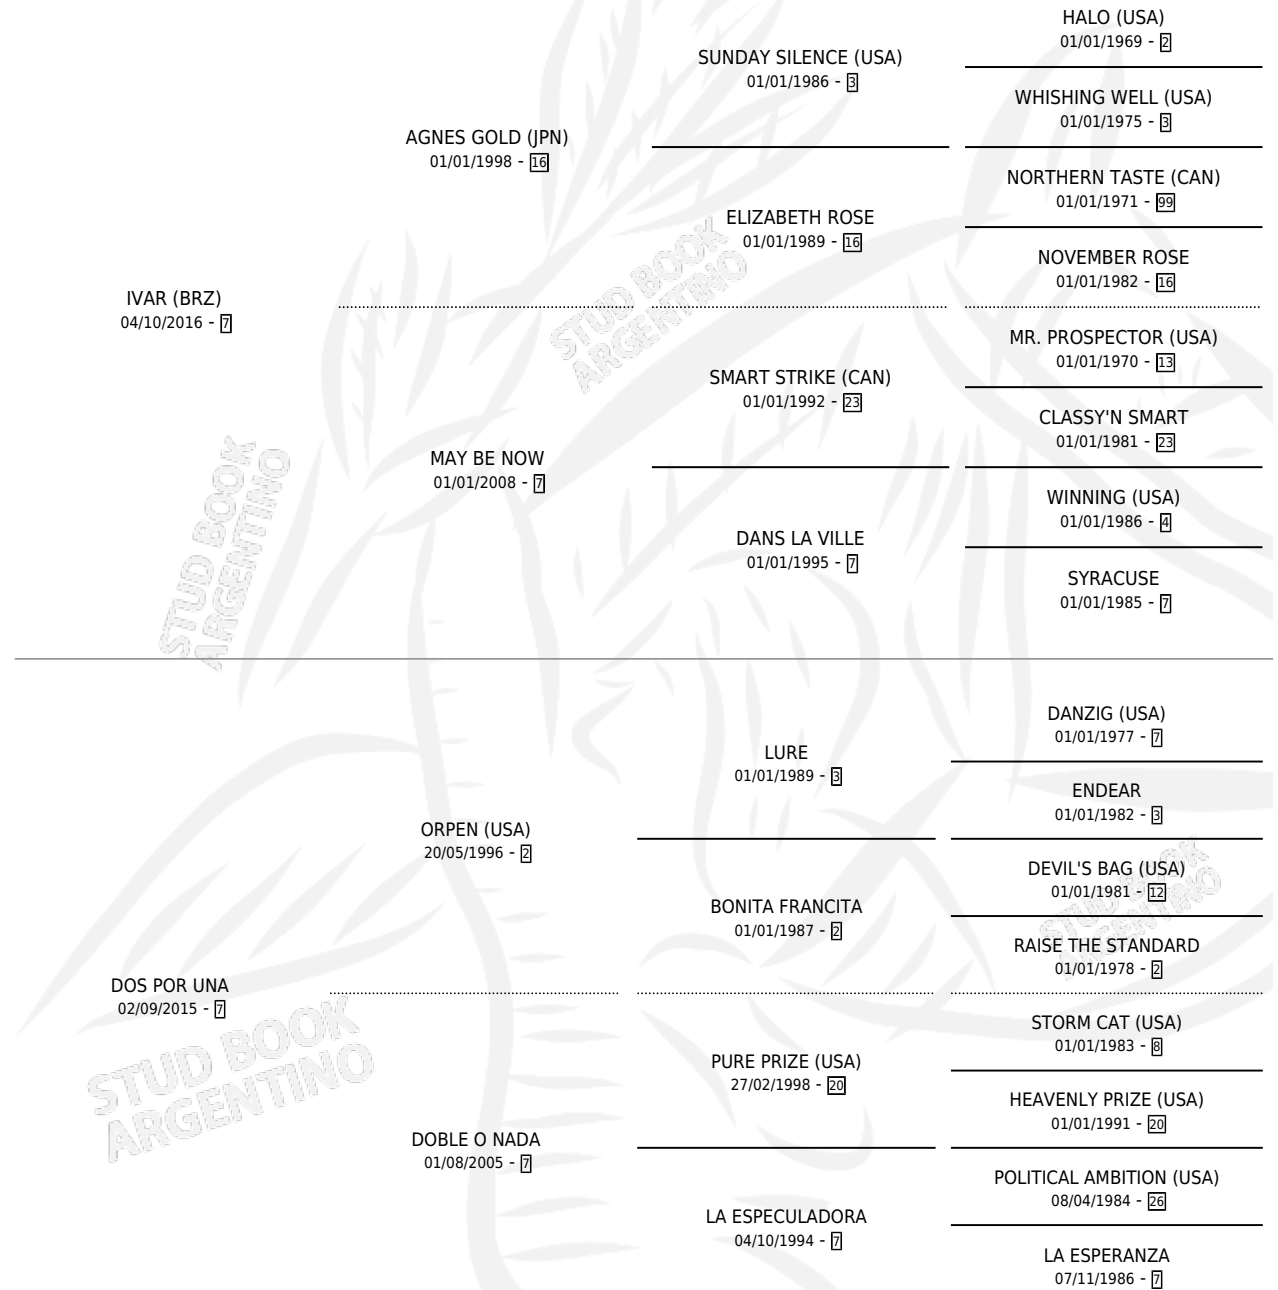 HALO (USA)
01/01/1969 - 2
SUNDAY SILENCE (USA)
01/01/1986 - 3
WHISHING WELL (USA)
01/01/1975 - 3
AGNES GOLD (JPN)
01/01/1998 - 16
NORTHERN TASTE (CAN)
01/01/1971 - 99
ELIZABETH ROSE
01/01/1989 - 16
NOVEMBER ROSE
01/01/1982 - 16
IVAR (BRZ)
04/10/2016 - 7
MR. PROSPECTOR (USA)
01/01/1970 - 13
SMART STRIKE (CAN)
01/01/1992 - 23
CLASSY'N SMART
01/01/1981 - 23
MAY BE NOW
01/01/2008 - 7
WINNING (USA)
01/01/1986 - 4
DANS LA VILLE
01/01/1995 - 7
SYRACUSE
01/01/1985 - 7
DANZIG (USA)
01/01/1977 - 7
LURE
01/01/1989 - 3
ENDEAR
01/01/1982 - 3
ORPEN (USA)
20/05/1996 - 2
DEVIL'S BAG (USA)
01/01/1981 - 12
BONITA FRANCITA
01/01/1987 - 2
RAISE THE STANDARD
01/01/1978 - 2
DOS POR UNA
02/09/2015 - 7
STORM CAT (USA)
01/01/1983 - 8
PURE PRIZE (USA)
27/02/1998 - 20
HEAVENLY PRIZE (USA)
01/01/1991 - 20
DOBLE O NADA
01/08/2005 - 7
POLITICAL AMBITION (USA)
08/04/1984 - 26
LA ESPECULADORA
04/10/1994 - 7
LA ESPERANZA
07/11/1986 - 7
STUD BOOK
ARGENTINO
STUD BOOK
ARGENTINO
STUD BOOK
ARGENTINO
STUD BOOK
ARGENTINO